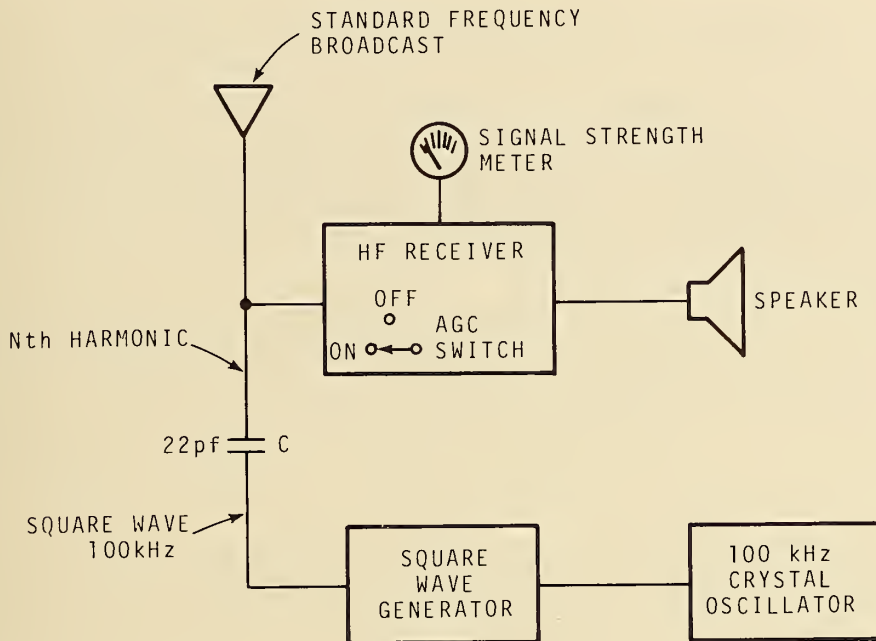 STANDARD FREQUENCY
BROADCAST
SIGNAL STRENGTH
METER
HF RECEIVER
OFF
ON
AGC
SWITCH
SPEAKER
Nth HARMONIC
22pf
C
SQUARE WAVE
100kHz
SQUARE
WAVE
GENERATOR
100 kHz
CRYSTAL
OSCILLATOR